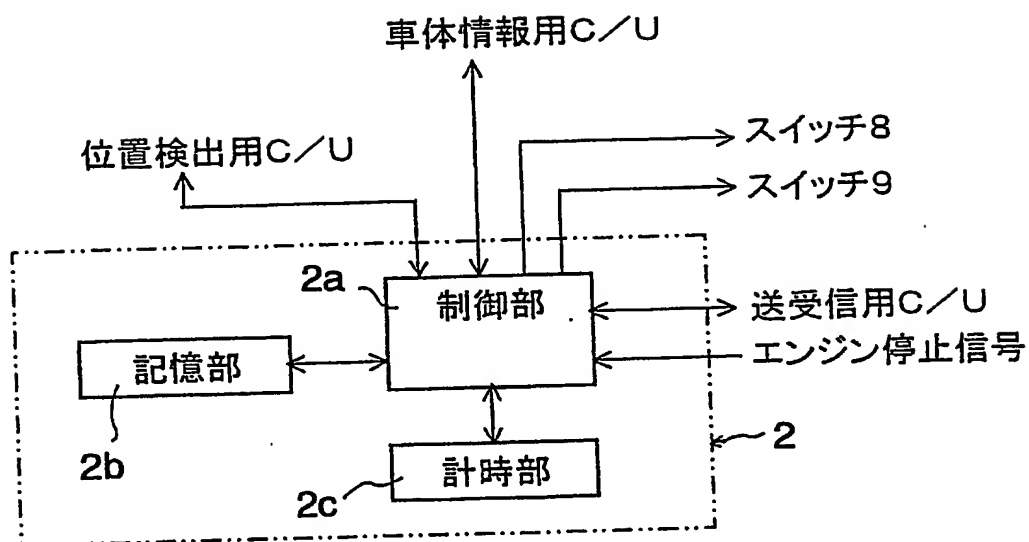 車体情報用C/U
位置検出用C/U
スイッチ8
スイッチ9
2a
制御部
送受信用C/U
エンジン停止信号
記憶部
2b
2
計時部
2c